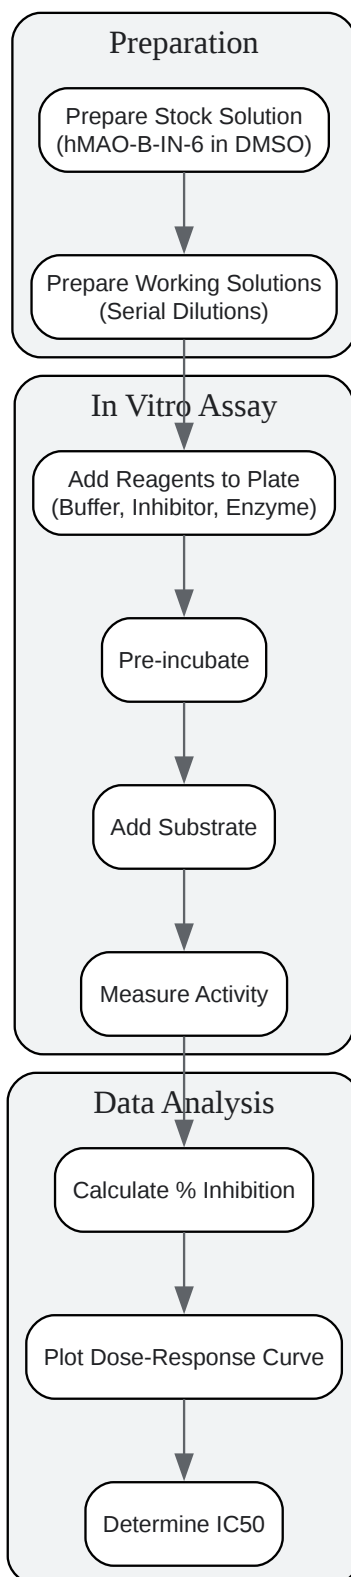 Preparation
Prepare Stock Solution
(hMAO-B-IN-6 in DMSO)
Prepare Working Solutions
(Serial Dilutions)
In Vitro Assay
Add Reagents to Plate
(Buffer, Inhibitor, Enzyme)
Pre-incubate
Add Substrate
Measure Activity
Data Analysis
Calculate % Inhibition
Plot Dose-Response Curve
Determine IC50